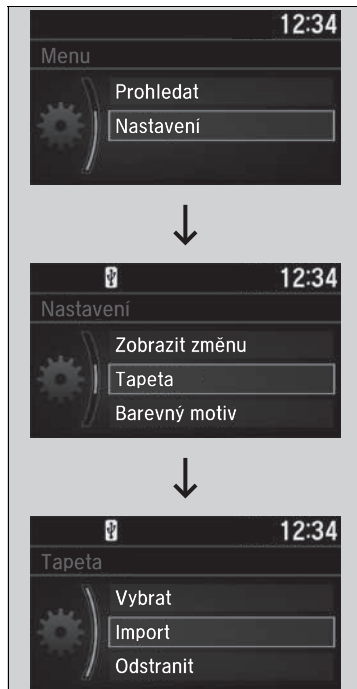 12:34
Menu
Prohledat
Nastavení
12:34
Nastavení
Zobrazit změnu
Tapeta
Barevný motiv
12:34
Tapeta
Vybrat
Import
Odstranit